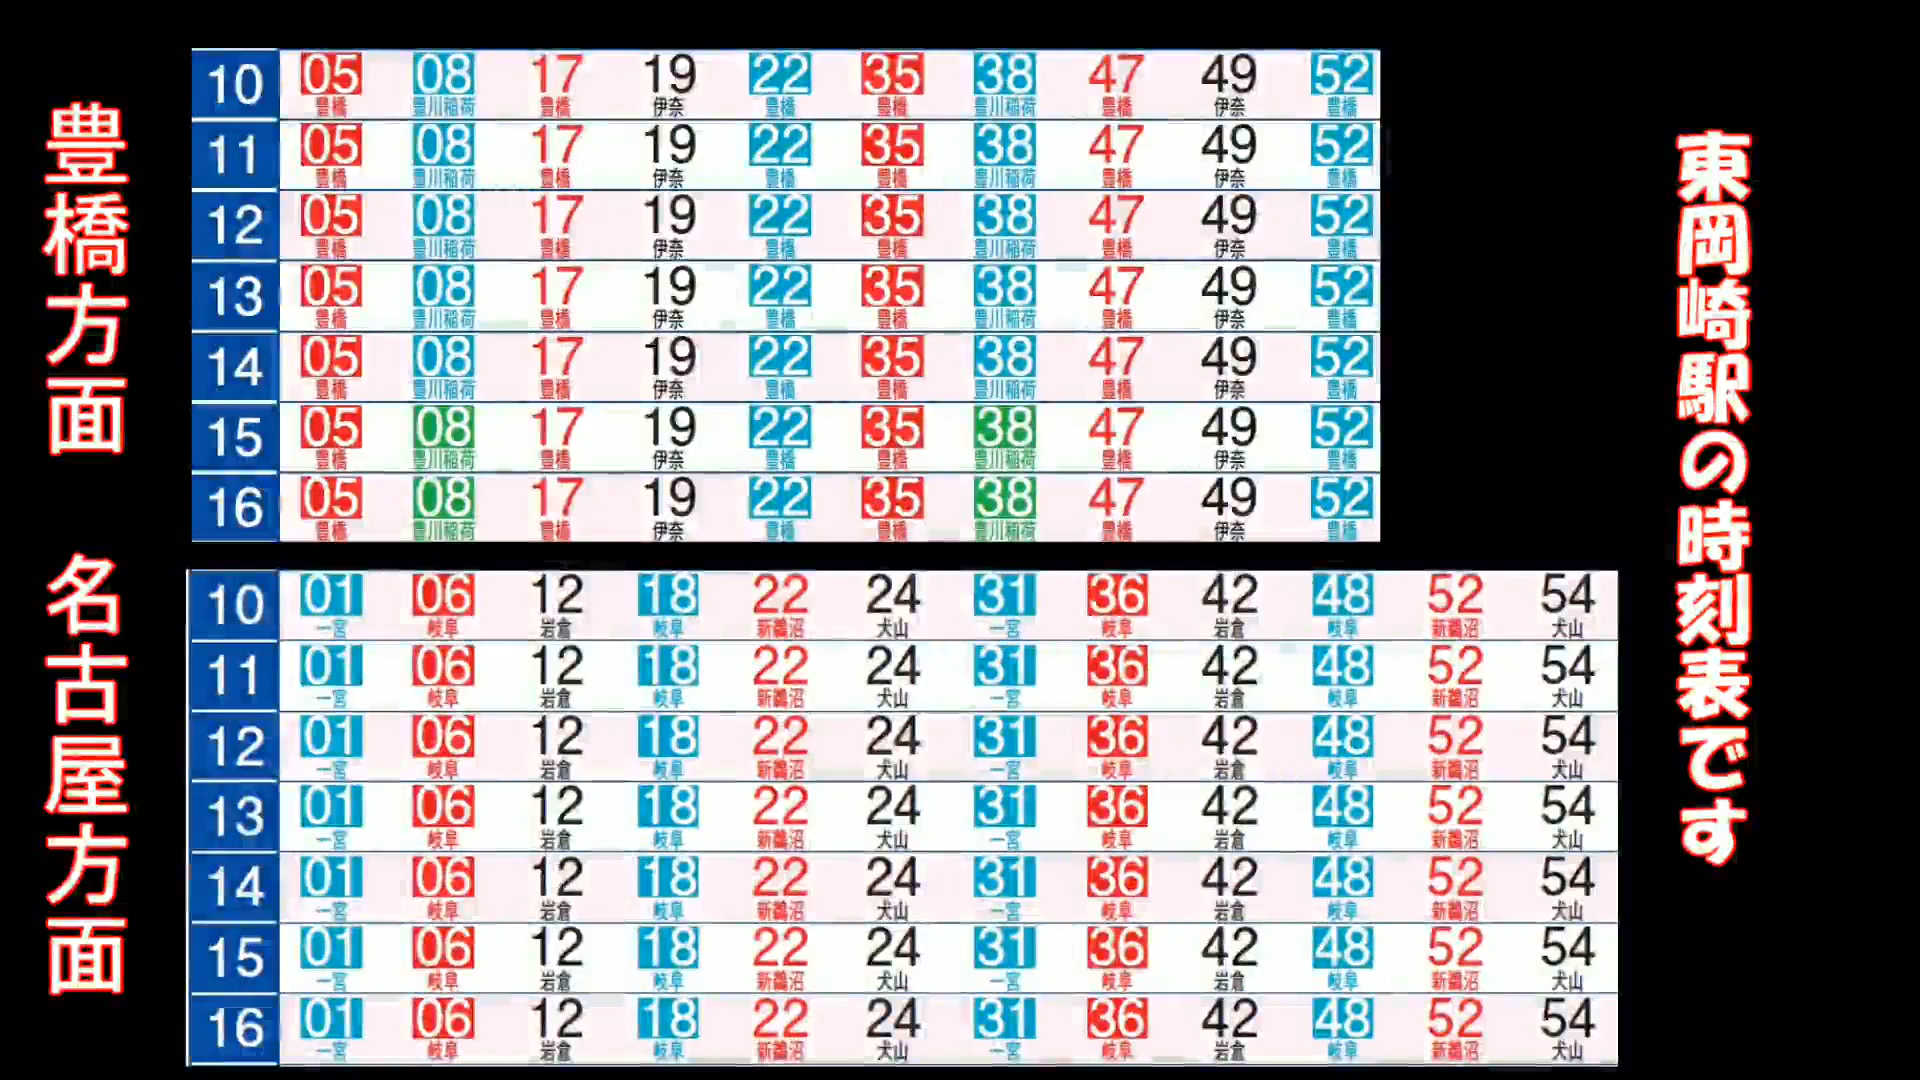 豊橋方面
10 05 08 17 19 22 35 38 47 49 52
豊橋 豊川稲荷 豊橋 伊奈 豊橋 豊橋 豊川稲荷 豊橋 伊奈 豊橋
11 05 08 17 19 22 35 38 47 49 52
豊橋 豊川稲荷 豊橋 伊奈 豊橋 豊橋 豊川稲荷 豊橋 伊奈 豊橋
12 05 08 17 19 22 35 38 47 49 52
豊橋 豊川稲荷 豊橋 伊奈 豊橋 豊橋 豊川稲荷 豊橋 伊奈 豊橋
13 05 08 17 19 22 35 38 47 49 52
豊橋 豊川稲荷 豊橋 伊奈 豊橋 豊橋 豊川稲荷 豊橋 伊奈 豊橋
14 05 08 17 19 22 35 38 47 49 52
豊橋 豊川稲荷 豊橋 伊奈 豊橋 豊橋 豊川稲荷 豊橋 伊奈 豊橋
15 05 08 17 19 22 35 38 47 49 52
豊橋 豊川稲荷 豊橋 伊奈 豊橋 豊橋 豊川稲荷 豊橋 伊奈 豊橋
16 05 08 17 19 22 35 38 47 49 52
豊橋 豊川稲荷 豊橋 伊奈 豊橋 豊橋 豊川稲荷 豊橋 伊奈 豊橋
名古屋方面
10 01 06 12 18 22 24 31 36 42 48 52 54
一宮 岐阜 岩倉 岐阜 新鵜沼 犬山 一宮 岐阜 岩倉 岐阜 新鵜沼 犬山
11 01 06 12 18 22 24 31 36 42 48 52 54
一宮 岐阜 岩倉 岐阜 新鵜沼 犬山 一宮 岐阜 岩倉 岐阜 新鵜沼 犬山
12 01 06 12 18 22 24 31 36 42 48 52 54
一宮 岐阜 岩倉 岐阜 新鵜沼 犬山 一宮 岐阜 岩倉 岐阜 新鵜沼 犬山
13 01 06 12 18 22 24 31 36 42 48 52 54
一宮 岐阜 岩倉 岐阜 新鵜沼 犬山 一宮 岐阜 岩倉 岐阜 新鵜沼 犬山
14 01 06 12 18 22 24 31 36 42 48 52 54
一宮 岐阜 岩倉 岐阜 新鵜沼 犬山 一宮 岐阜 岩倉 岐阜 新鵜沼 犬山
15 01 06 12 18 22 24 31 36 42 48 52 54
一宮 岐阜 岩倉 岐阜 新鵜沼 犬山 一宮 岐阜 岩倉 岐阜 新鵜沼 犬山
16 01 06 12 18 22 24 31 36 42 48 52 54
一宮 岐阜 岩倉 岐阜 新鵜沼 犬山 一宮 岐阜 岩倉 岐阜 新鵜沼 犬山
東岡崎駅の時刻表です